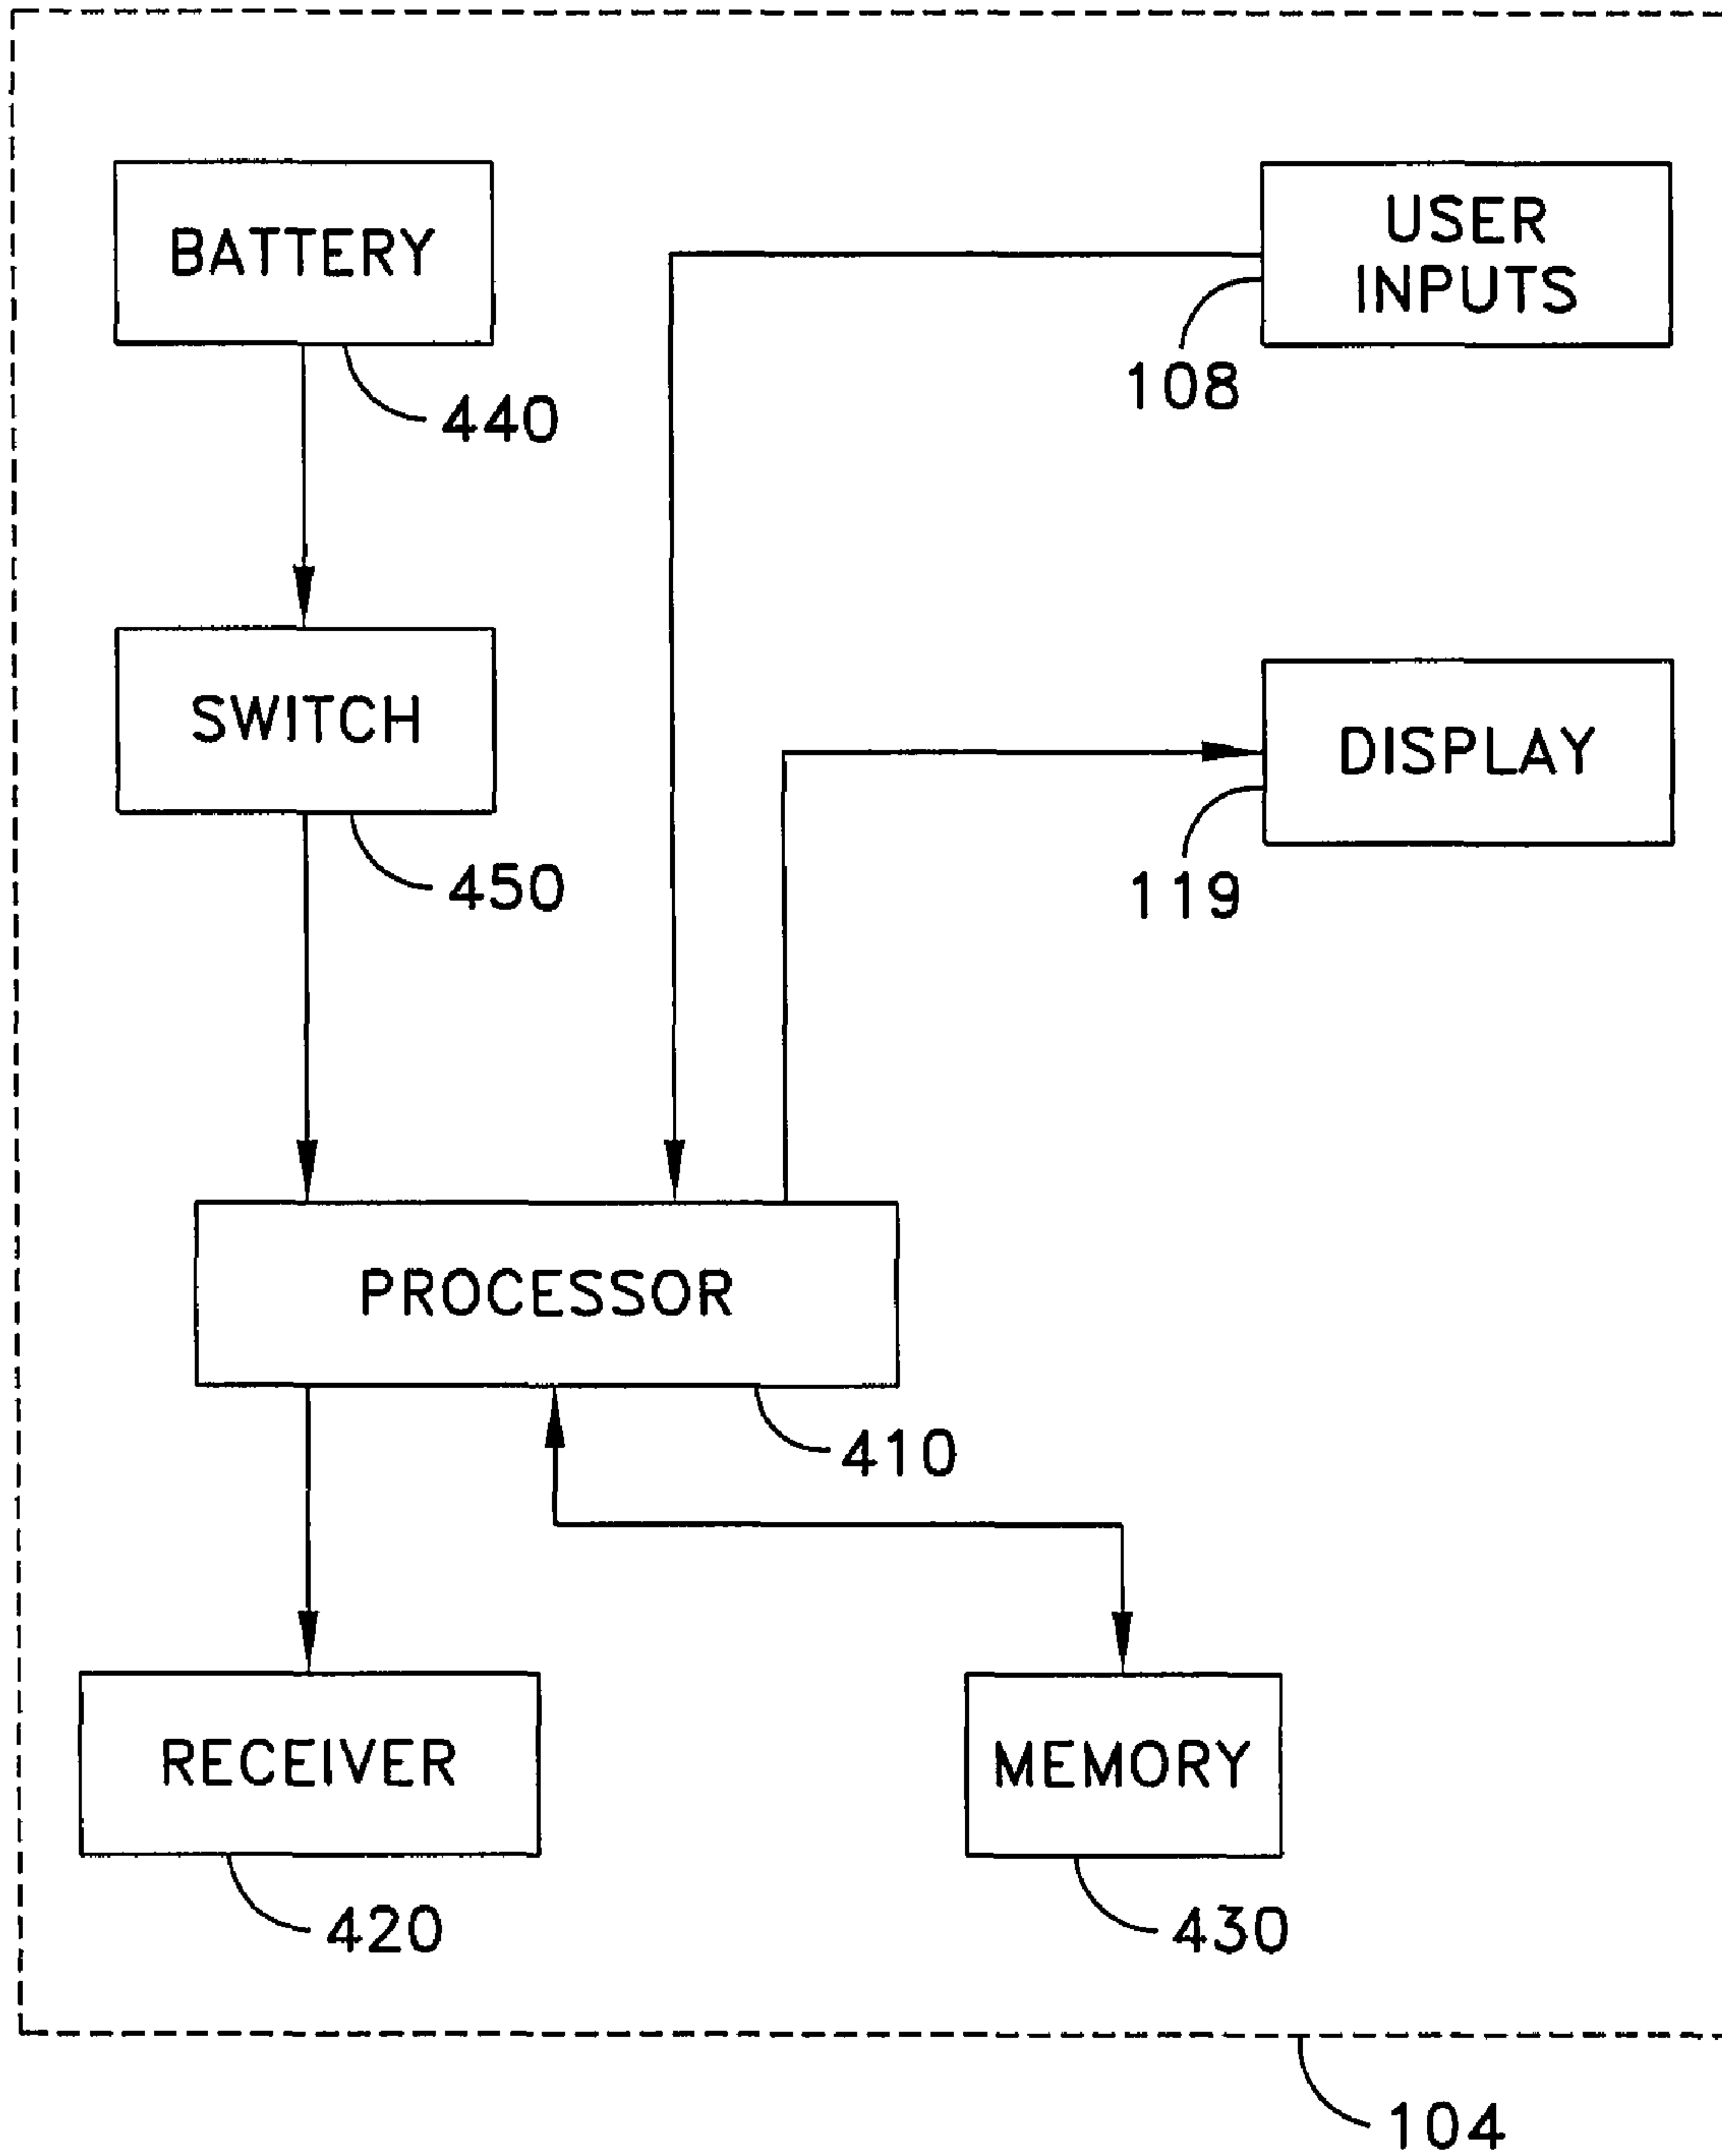 BATTERY
440
USER
INPUTS
108
SWITCH
450
DISPLAY
119
PROCESSOR
410
RECEIVER
420
MEMORY
430
104